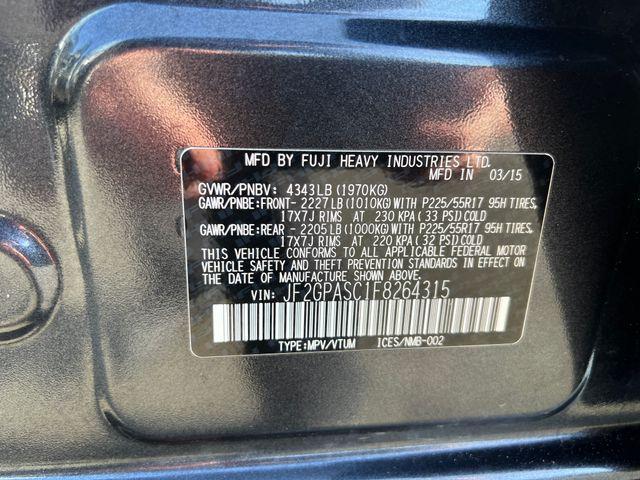 MFD BY FUJI HEAVY INDUSTRIES LTD.
MFD IN 03/15
GVWR/PNBV: 4343LB (1970KG)
GAWR/PNBE:FRONT- 2227LB (1010KG) WITH P225/55R17 95H TIRES,
17X7J RIMS AT 230 KPA (33 PSI) COLD
GAWR/PNBE:REAR - 2205LB (1000KG) WITH P225/55R17 95H TIRES,
17X7J RIMS AT 220 KPA (32 PSI) COLD
THIS VEHICLE CONFORMS TO ALL APPLICABLE FEDERAL MOTOR
VEHICLE SAFETY AND THEFT PREVENTION STANDARDS IN EFFECT ON
THE DATE OF MANUFACTURE SHOWN ABOVE.
VIN: JF2GPASC1F8264315
TYPE:MPV/VTUM ICES/NMB-002